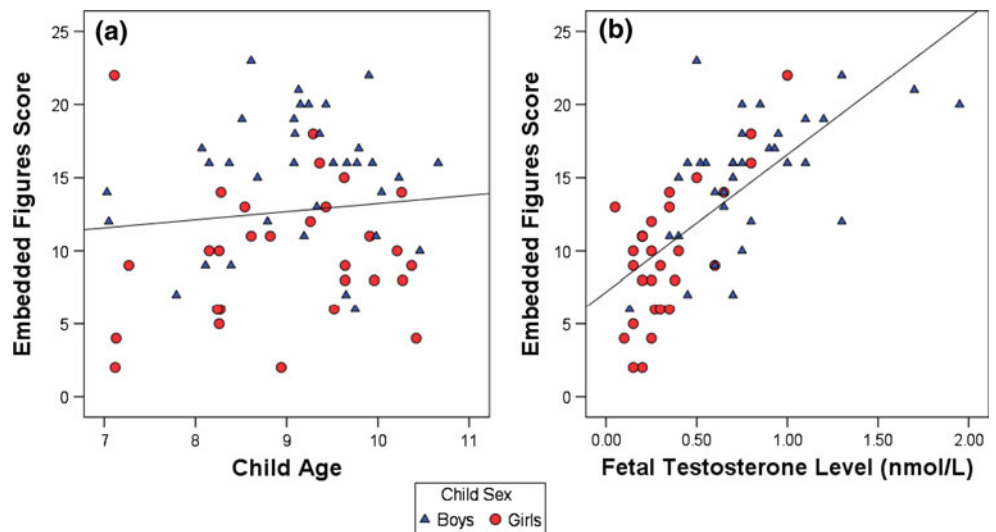 (a)
Embedded Figures Score
25
20
15
10
5
0
7 8 9 10 11
Child Age
(b)
Embedded Figures Score
25
20
15
10
5
0
0.00 0.50 1.00 1.50 2.00
Fetal Testosterone Level (nmol/L)
Child Sex
Boys Girls